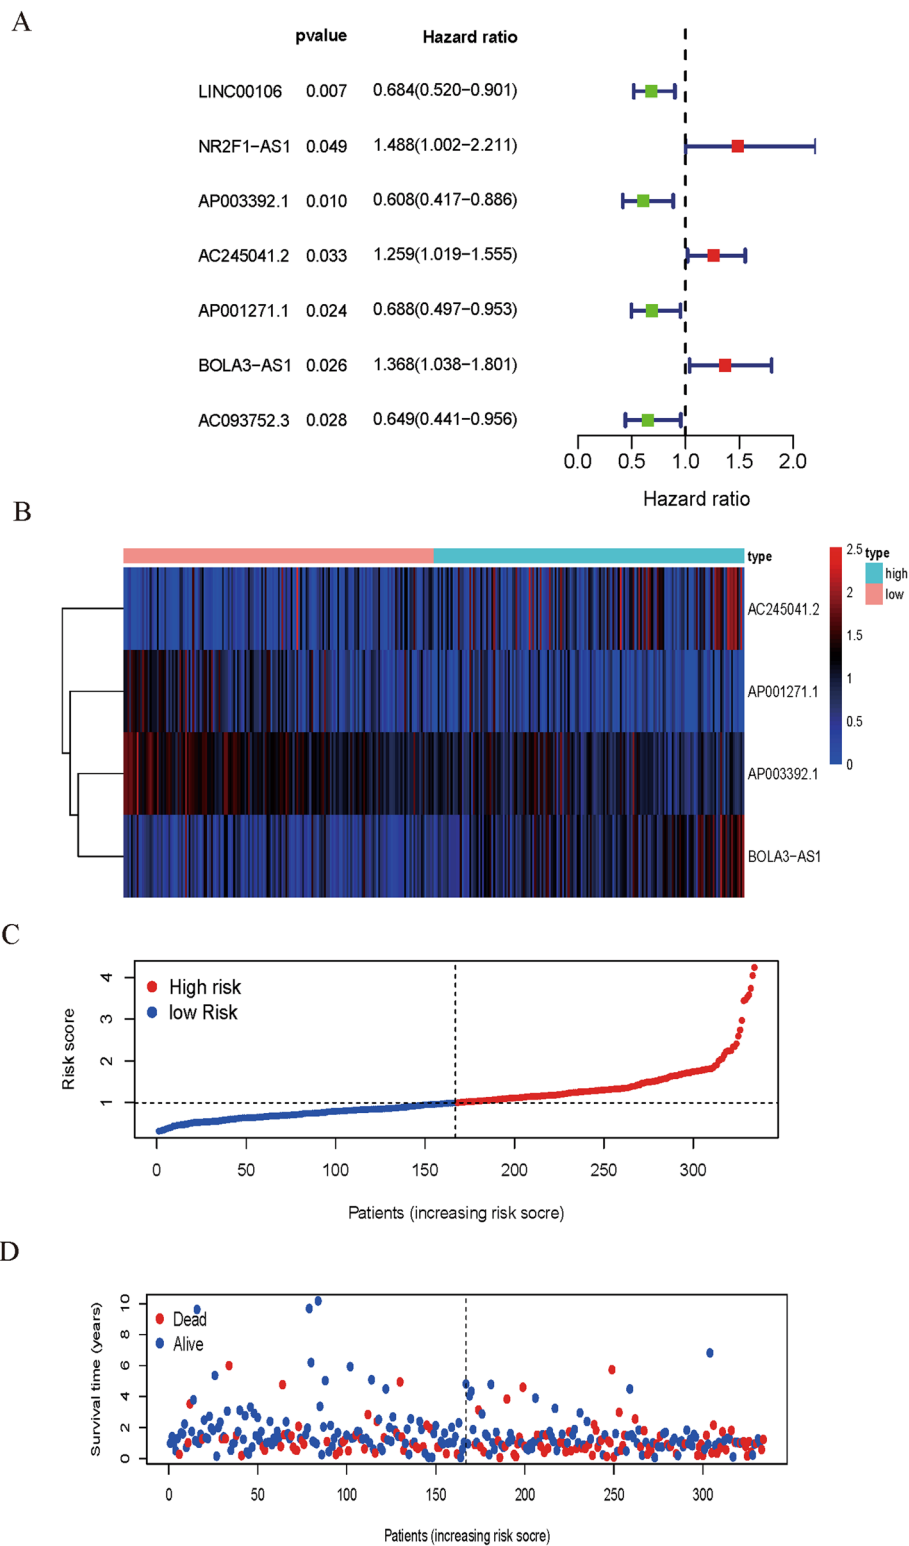 A
pvalue Hazard ratio
LINC00106 0.007 0.684(0.520−0.901)
NR2F1−AS1 0.049 1.488(1.002−2.211)
AP003392.1 0.010 0.608(0.417−0.886)
AC245041.2 0.033 1.259(1.019−1.555)
AP001271.1 0.024 0.688(0.497−0.953)
BOLA3−AS1 0.026 1.368(1.038−1.801)
AC093752.3 0.028 0.649(0.441−0.956)
0.0 0.5 1.0 1.5 2.0
Hazard ratio
B
type
AC245041.2
AP001271.1
AP003392.1
BOLA3−AS1
2.5
2
1.5
1
0.5
0
type
high
low
C
High risk
low Risk
Risk score
4
3
2
1
0 50 100 150 200 250 300
Patients (increasing risk socre)
D
Dead
Alive
Survival time (years)
10
8
6
4
2
0
0 50 100 150 200 250 300
Patients (increasing risk socre)